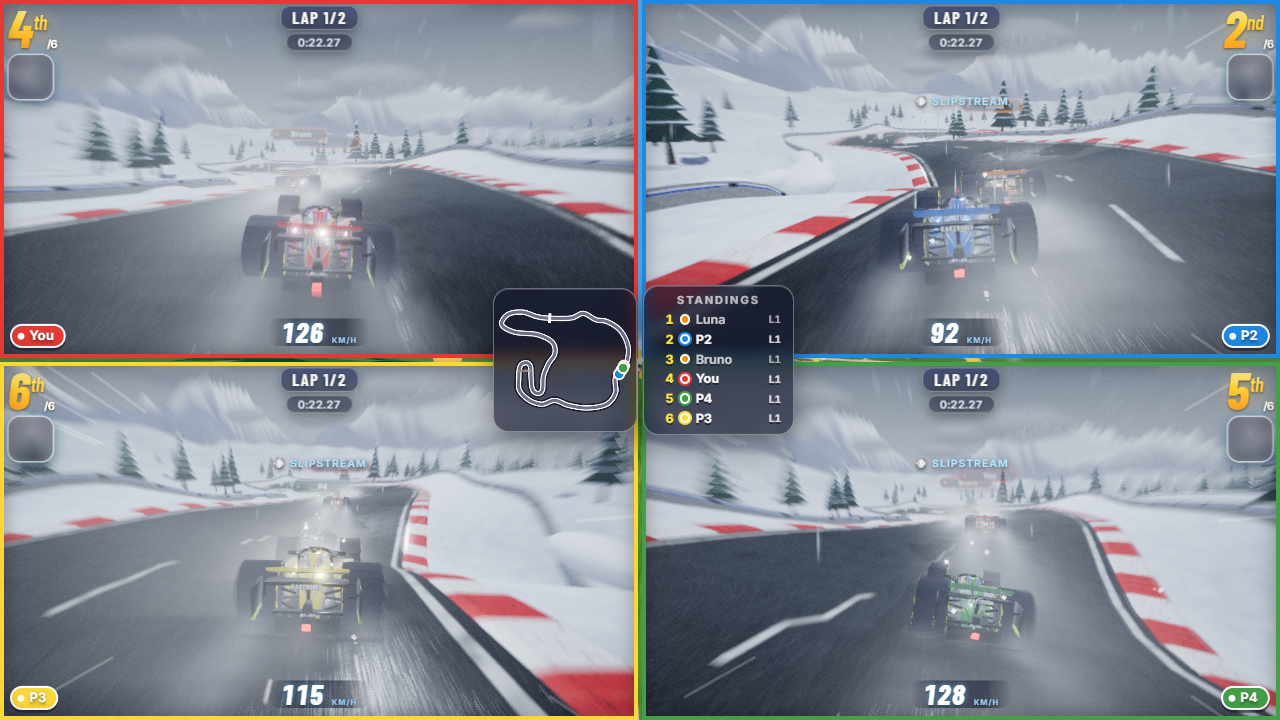 4th/6
LAP 1/2
0:22.27
Bruno
126 KM/H
You
LAP 1/2
0:22.27
2nd/6
SLIPSTREAM
92 KM/H
P2
STANDINGS
1 Luna L1
2 P2 L1
3 Bruno L1
4 You L1
5 P4 L1
6 P3 L1
6th/6
LAP 1/2
0:22.27
SLIPSTREAM
P4
115 KM/H
P3
LAP 1/2
0:22.27
5th/6
SLIPSTREAM
You
Bruno
128 KM/H
P4